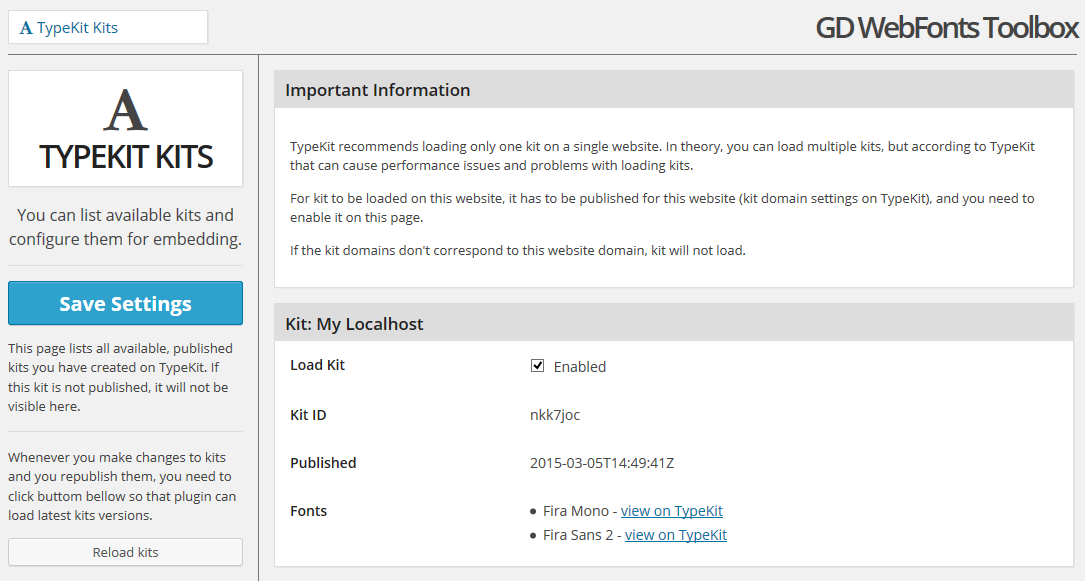 A TypeKit Kits
GD WebFonts Toolbox
A
TYPEKIT KITS
You can list available kits and
configure them for embedding.
Save Settings
This page lists all available, published
kits you have created on TypeKit. If
this kit is not published, it will not be
visible here.
Whenever you make changes to kits
and you republish them, you need to
click buttom bellow so that plugin can
load latest kits versions.
Reload kits
Important Information
TypeKit recommends loading only one kit on a single website. In theory, you can load multiple kits, but according to TypeKit
that can cause performance issues and problems with loading kits.
For kit to be loaded on this website, it has to be published for this website (kit domain settings on TypeKit), and you need to
enable it on this page.
If the kit domains don't correspond to this website domain, kit will not load.
Kit: My Localhost
Load Kit Enabled
Kit ID nkk7joc
Published 2015-03-05T14:49:41Z
Fonts • Fira Mono - view on TypeKit
• Fira Sans 2 - view on TypeKit